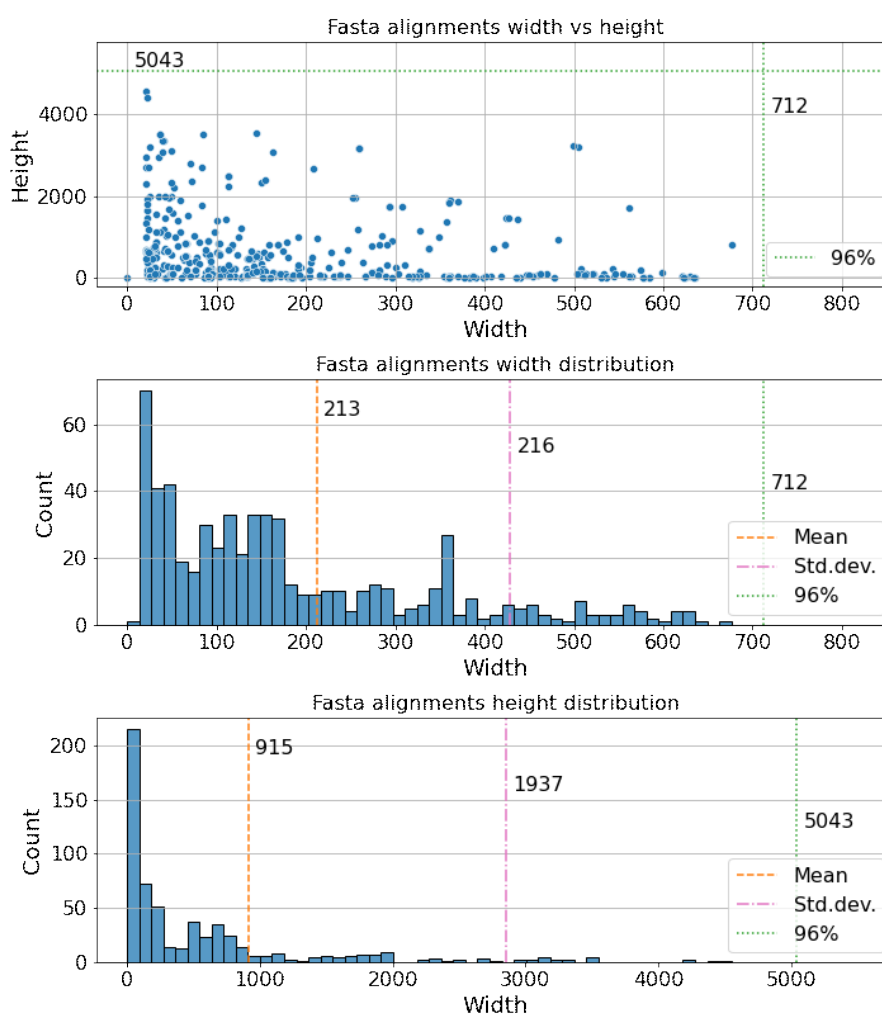 Fasta alignments width vs height
5043
712
4000
2000
0
Height
96%
0 100 200 300 400 500 600 700 800
Width
Fasta alignments width distribution
213
216
712
60
40
20
0
Count
Mean
Std.dev.
96%
0 100 200 300 400 500 600 700 800
Width
Fasta alignments height distribution
915
1937
5043
200
150
100
50
0
Count
Mean
Std.dev.
96%
0 1000 2000 3000 4000 5000
Width